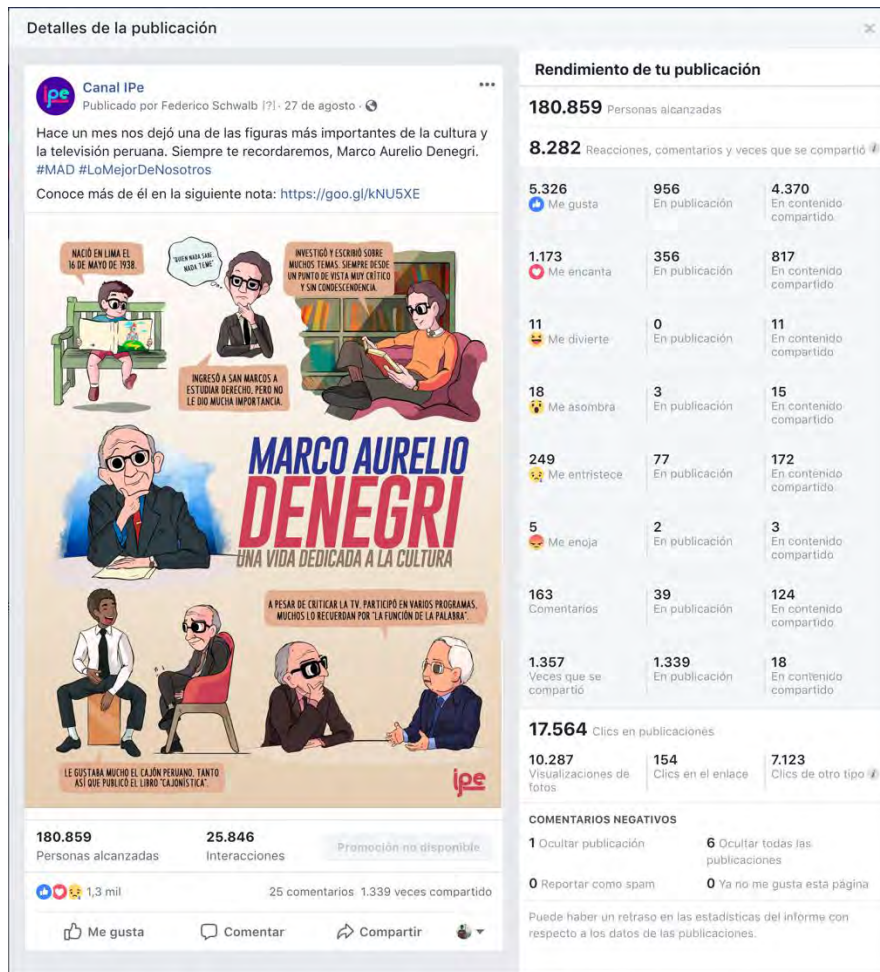 Detalles de la publicación
×
ipe
Canal IPe
Publicado por Federico Schwalb [?] · 27 de agosto ·
Hace un mes nos dejó una de las figuras más importantes de la cultura y
la televisión peruana. Siempre te recordaremos, Marco Aurelio Denegri.
#MAD #LoMejorDeNosotros
Conoce más de él en la siguiente nota: https://goo.gl/kNU5XE
NACIÓ EN LIMA EL
16 DE MAYO DE 1938.
"QUIEN NADA SABE,
NADA TEME"
INVESTIGÓ Y ESCRIBIÓ SOBRE
MUCHOS TEMAS. SIEMPRE DESDE
UN PUNTO DE VISTA MUY CRÍTICO
Y SIN CONDESCENDENCIA.
INGRESÓ A SAN MARCOS A
ESTUDIAR DERECHO, PERO NO
LE DIO MUCHA IMPORTANCIA.
MARCO AURELIO
DENEGRI
UNA VIDA DEDICADA A LA CULTURA
A PESAR DE CRITICAR LA TV, PARTICIPÓ EN VARIOS PROGRAMAS.
MUCHOS LO RECUERDAN POR "LA FUNCIÓN DE LA PALABRA".
LE GUSTABA MUCHO EL CAJÓN PERUANO, TANTO
ASÍ QUE PUBLICÓ EL LIBRO "CAJONÍSTICA".
ipe
180.859
Personas alcanzadas
25.846
Interacciones
Promoción no disponible
1,3 mil
25 comentarios 1.339 veces compartido
Me gusta
Comentar
Compartir
Rendimiento de tu publicación
180.859 Personas alcanzadas
8.282 Reacciones, comentarios y veces que se compartió i
5.326
Me gusta
956
En publicación
4.370
En contenido
compartido
1.173
Me encanta
356
En publicación
817
En contenido
compartido
11
Me divierte
0
En publicación
11
En contenido
compartido
18
Me asombra
3
En publicación
15
En contenido
compartido
249
Me entristece
77
En publicación
172
En contenido
compartido
5
Me enoja
2
En publicación
3
En contenido
compartido
163
Comentarios
39
En publicación
124
En contenido
compartido
1.357
Veces que se
compartió
1.339
En publicación
18
En contenido
compartido
17.564 Clics en publicaciones
10.287
Visualizaciones de
fotos
154
Clics en el enlace
7.123
Clics de otro tipo i
COMENTARIOS NEGATIVOS
1 Ocultar publicación
6 Ocultar todas las
publicaciones
0 Reportar como spam
0 Ya no me gusta esta página
Puede haber un retraso en las estadísticas del informe con
respecto a los datos de las publicaciones.